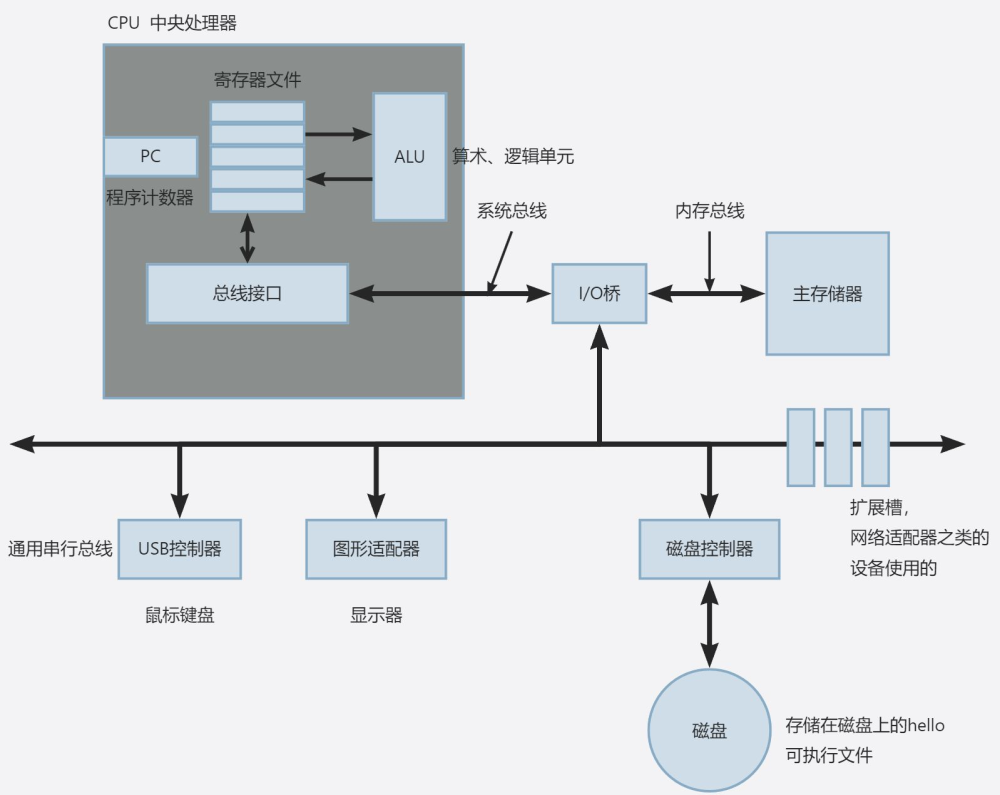 CPU 中央处理器
寄存器文件
PC
ALU
算术、逻辑单元
程序计数器
系统总线
内存总线
总线接口
I/O桥
主存储器
扩展槽，
网络适配器之类的
设备使用的
通用串行总线
USB控制器
图形适配器
磁盘控制器
鼠标键盘
显示器
磁盘
存储在磁盘上的hello
可执行文件